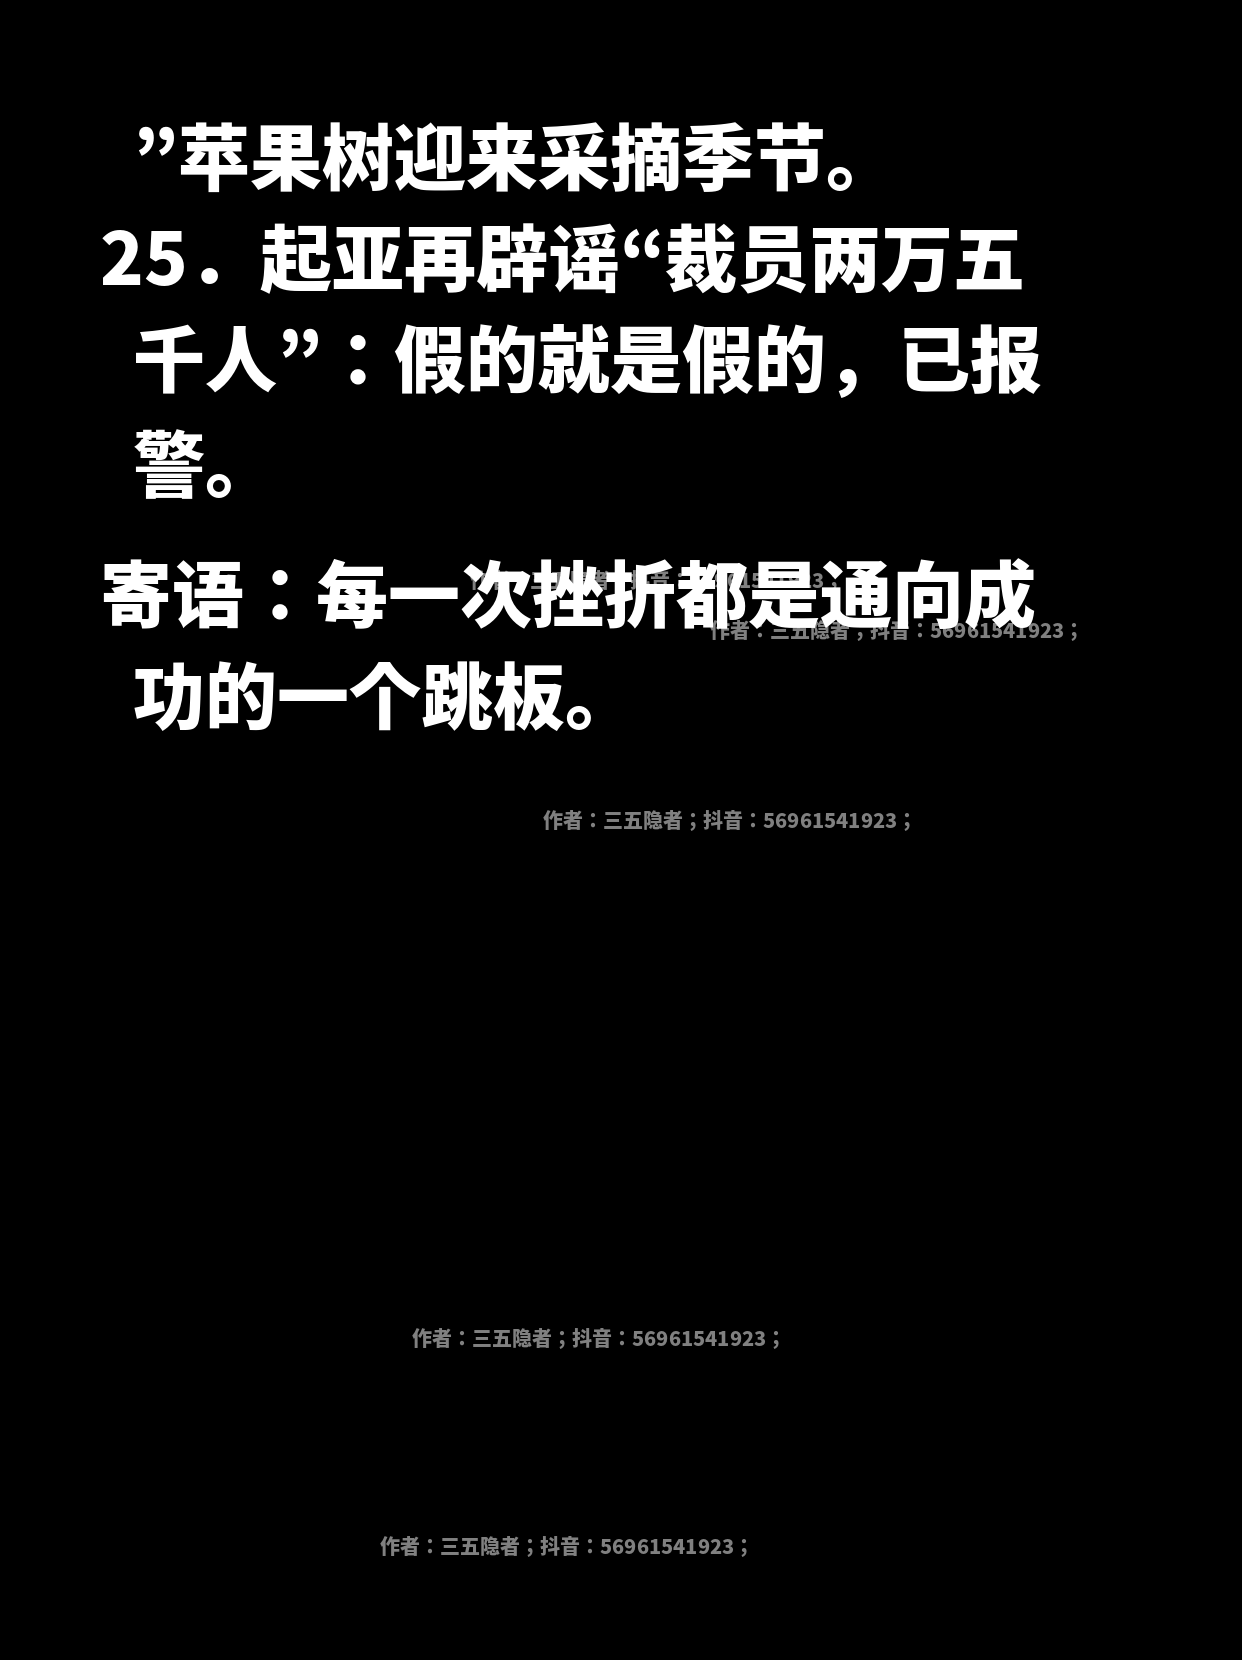 ”苹果树迎来采摘季节。
25．起亚再辟谣“裁员两万五
千人”：假的就是假的，已报
警。
寄语：每一次挫折都是通向成
功的一个跳板。
作者：三五隐者；抖音：56961541923；
作者：三五隐者；抖音：56961541923；
作者：三五隐者；抖音：56961541923；
作者：三五隐者；抖音：56961541923；